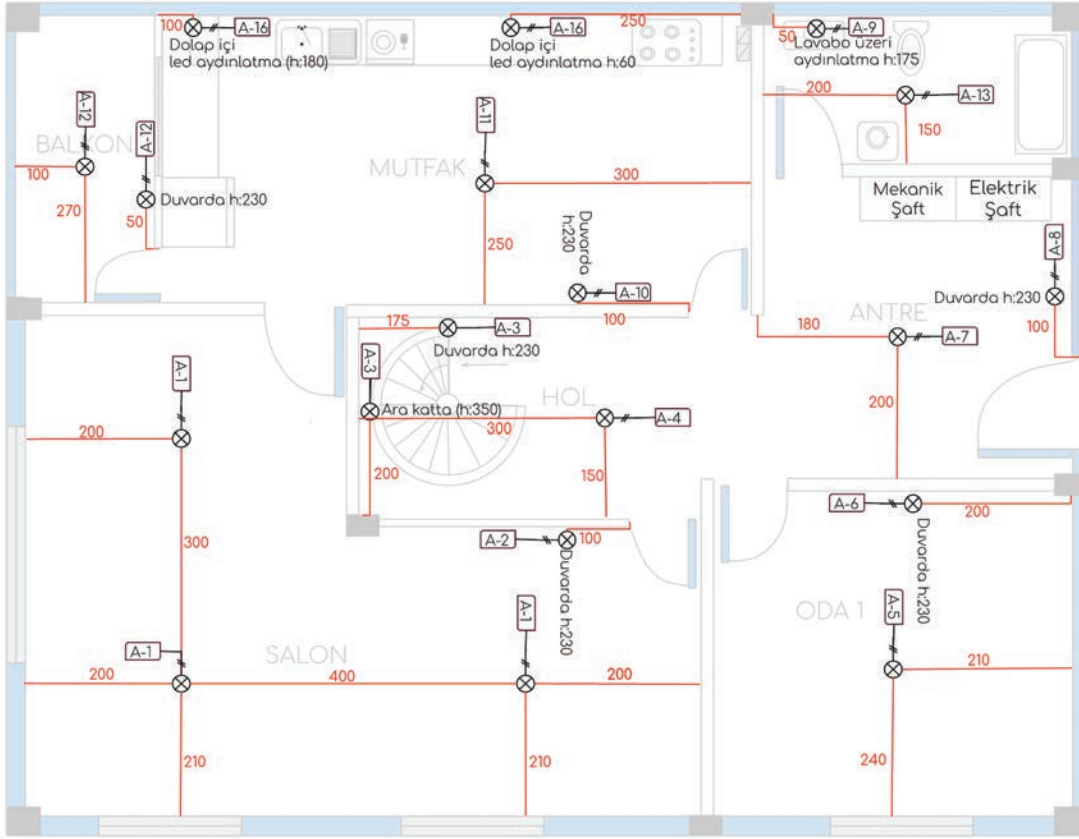 100
A-16
Dolap içi
led aydınlatma (h:180)
A-16
250
Dolap içi
led aydınlatma h:60
50
A-9
Lavabo üzeri
aydınlatma h:175
200
A-13
150
A-12
BALKON
100
270
A-12
Duvarda h:230
50
A-11
MUTFAK
300
250
Duvarda
h:230
A-10
100
Mekanik
Şaft
Elektrik
Şaft
A-8
Duvarda h:230
100
ANTRE
180
A-7
200
175
A-3
Duvarda h:230
A-3
Ara katta (h:350)
HOL
300
A-4
200
150
A-1
200
300
A-2
100
Duvarda h:230
A-6
200
Duvarda h:230
A-1
A-1
SALON
200
400
200
210
210
ODA 1
A-5
210
240